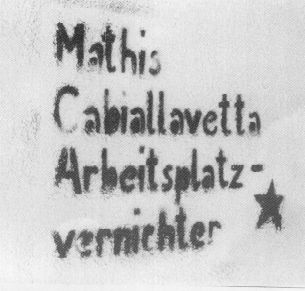 Mathis
Cabiallavetta
Arbeitsplatz-
vernichter